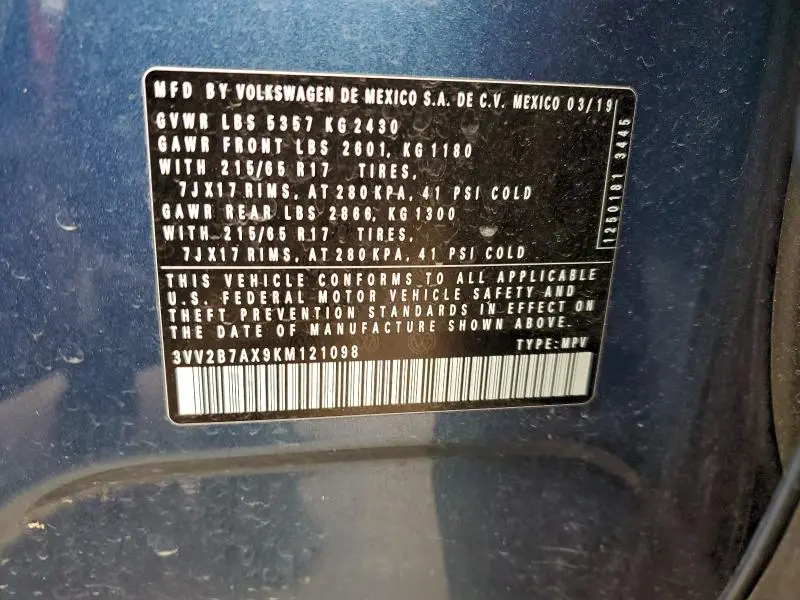 MFD BY VOLKSWAGEN DE MEXICO S.A. DE C.V. MEXICO 03/19
GVWR LBS 5357 KG 2430
GAWR FRONT LBS 2601, KG 1180
WITH 215/65 R17 TIRES,
7JX17 RIMS, AT 280 KPA, 41 PSI COLD
GAWR REAR LBS 2866, KG 1300
WITH 215/65 R17 TIRES,
7JX17 RIMS, AT 280 KPA, 41 PSI COLD
1250181 3445
THIS VEHICLE CONFORMS TO ALL APPLICABLE
U.S. FEDERAL MOTOR VEHICLE SAFETY AND
THEFT PREVENTION STANDARDS IN EFFECT ON
THE DATE OF MANUFACTURE SHOWN ABOVE.
3VV2B7AX9KM121098 TYPE: MPV